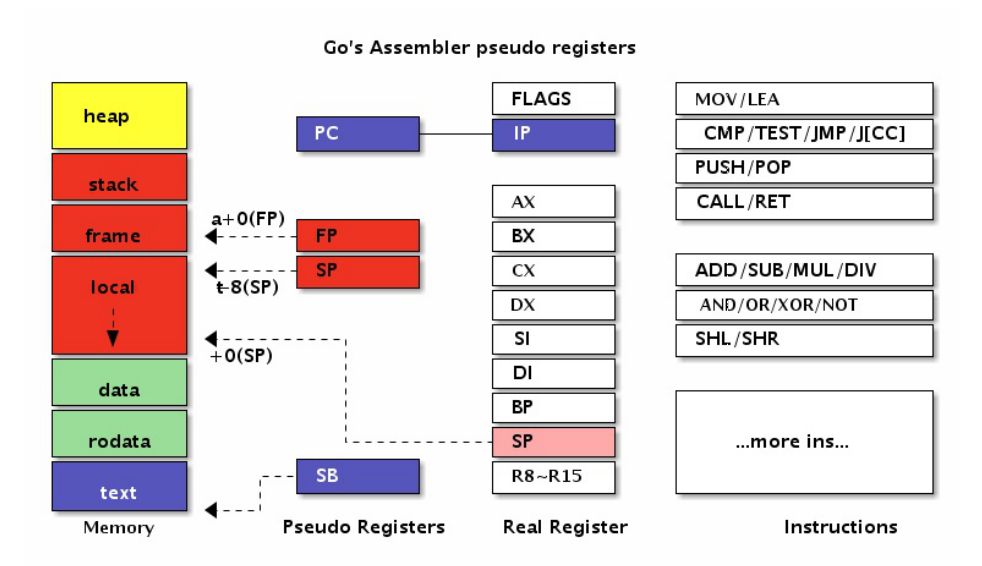 Go's Assembler pseudo registers
heap
stack
frame
local
data
rodata
text
Memory
a+0(FP)
t-8(SP)
+0(SP)
PC
FP
SP
SB
Pseudo Registers
FLAGS
IP
AX
BX
CX
DX
SI
DI
BP
SP
R8~R15
Real Register
MOV/LEA
CMP/TEST/JMP/J[CC]
PUSH/POP
CALL/RET
ADD/SUB/MUL/DIV
AND/OR/XOR/NOT
SHL/SHR
...more ins...
Instructions